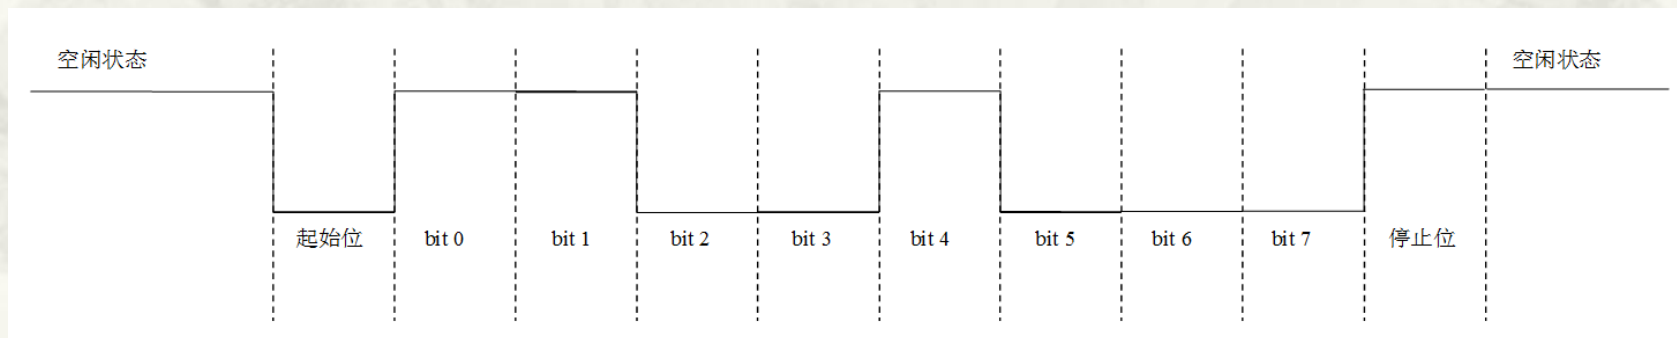 空闲状态 空闲状态
起始位 bit 0 bit 1 bit 2 bit 3 bit 4 bit 5 bit 6 bit 7 停止位